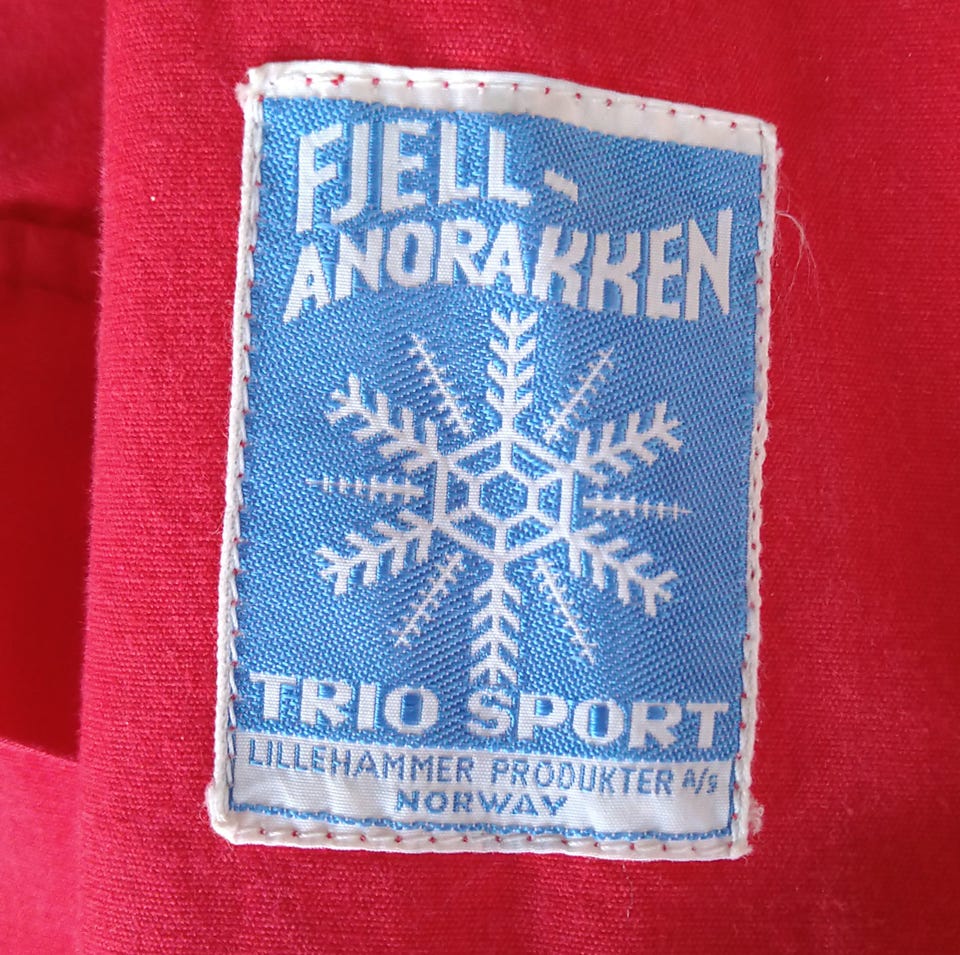 FJELL-
ANORAKKEN
TRIO SPORT
LILLEHAMMER PRODUKTER A/S
NORWAY